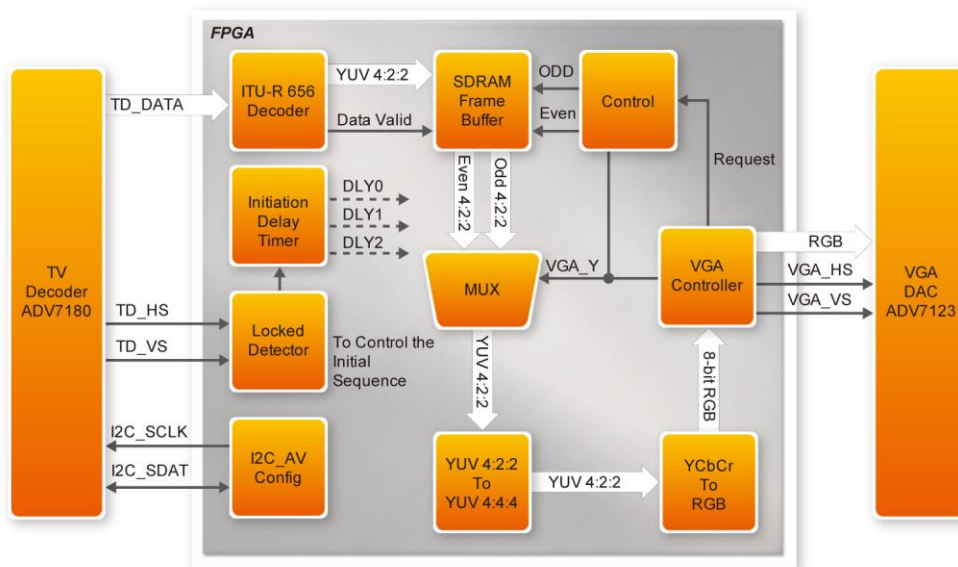 FPGA
TV
Decoder
ADV7180
TD_DATA
ITU-R 656
Decoder
YUV 4:2:2
Data Valid
SDRAM
Frame
Buffer
ODD
Even
Control
Request
Initiation
Delay
Timer
DLY0
DLY1
DLY2
Even 4:2:2
Odd 4:2:2
MUX
VGA_Y
VGA
Controller
RGB
VGA_HS
VGA_VS
VGA
DAC
ADV7123
TD_HS
TD_VS
Locked
Detector
To Control the
Initial
Sequence
YUV 4:2:2
8-bit RGB
I2C_SCLK
I2C_SDAT
I2C_AV
Config
YUV 4:2:2
To
YUV 4:4:4
YUV 4:2:2
YCbCr
To
RGB